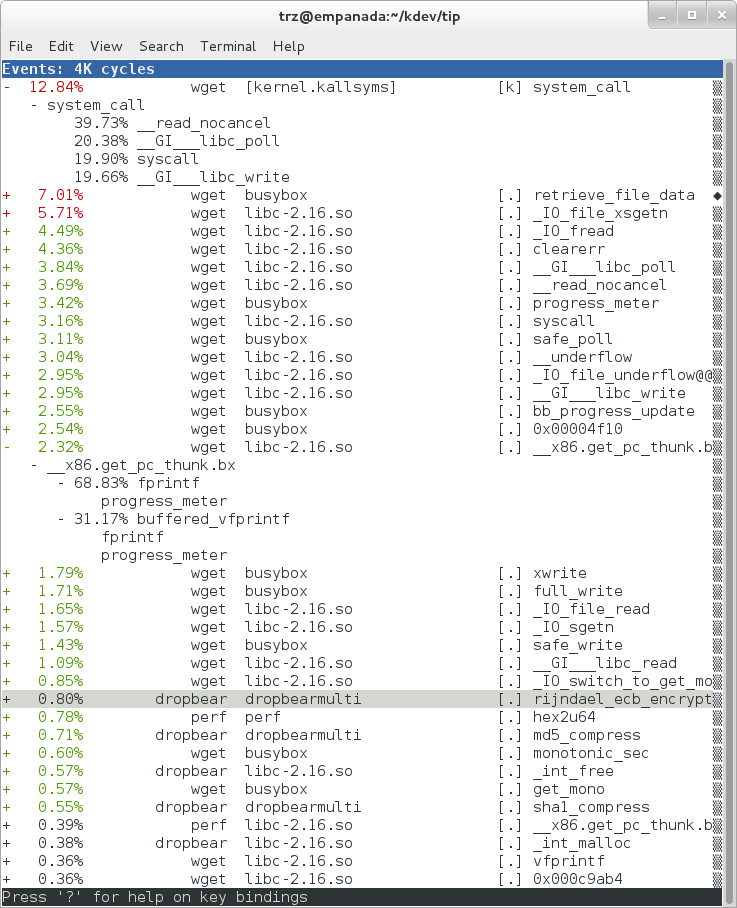 trz@empanada:~/kdev/tip
File Edit View Search Terminal Help
Events: 4K cycles
- 12.84% wget [kernel.kallsyms] [k] system_call
- system_call
39.73% __read_nocancel
20.38% __GI___libc_poll
19.90% syscall
19.66% __GI___libc_write
+ 7.01% wget busybox [.] retrieve_file_data
+ 5.71% wget libc-2.16.so [.] _IO_file_xsgetn
+ 4.49% wget libc-2.16.so [.] _IO_fread
+ 4.36% wget libc-2.16.so [.] clearerr
+ 3.84% wget libc-2.16.so [.] __GI___libc_poll
+ 3.69% wget libc-2.16.so [.] __read_nocancel
+ 3.42% wget busybox [.] progress_meter
+ 3.16% wget libc-2.16.so [.] syscall
+ 3.11% wget busybox [.] safe_poll
+ 3.04% wget libc-2.16.so [.] __underflow
+ 2.95% wget libc-2.16.so [.] _IO_file_underflow@@
+ 2.95% wget libc-2.16.so [.] __GI___libc_write
+ 2.55% wget busybox [.] bb_progress_update
+ 2.54% wget busybox [.] 0x00004f10
- 2.32% wget libc-2.16.so [.] __x86.get_pc_thunk.b
- __x86.get_pc_thunk.bx
- 68.83% fprintf
progress_meter
- 31.17% buffered_vfprintf
fprintf
progress_meter
+ 1.79% wget busybox [.] xwrite
+ 1.71% wget busybox [.] full_write
+ 1.65% wget libc-2.16.so [.] _IO_file_read
+ 1.57% wget libc-2.16.so [.] _IO_sgetn
+ 1.43% wget busybox [.] safe_write
+ 1.09% wget libc-2.16.so [.] __GI___libc_read
+ 0.85% wget libc-2.16.so [.] _IO_switch_to_get_mo
+ 0.80% dropbear dropbearmulti [.] rijndael_ecb_encrypt
+ 0.78% perf perf [.] hex2u64
+ 0.71% dropbear dropbearmulti [.] md5_compress
+ 0.60% wget busybox [.] monotonic_sec
+ 0.57% dropbear libc-2.16.so [.] _int_free
+ 0.57% wget busybox [.] get_mono
+ 0.55% dropbear dropbearmulti [.] sha1_compress
+ 0.39% perf libc-2.16.so [.] __x86.get_pc_thunk.b
+ 0.38% dropbear libc-2.16.so [.] _int_malloc
+ 0.36% wget libc-2.16.so [.] vfprintf
+ 0.36% wget libc-2.16.so [.] 0x000c9ab4
Press '?' for help on key bindings